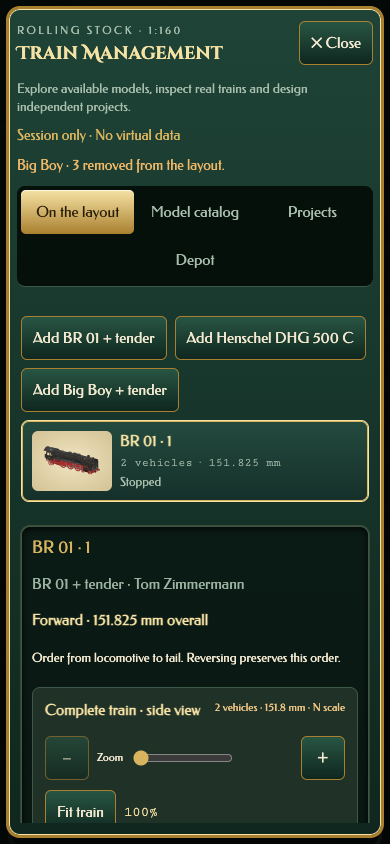 ROLLING STOCK · 1:160
TRAIN MANAGEMENT
× Close
Explore available models, inspect real trains and design
independent projects.
Session only · No virtual data
Big Boy · 3 removed from the layout.
On the layout
Model catalog
Projects
Depot
Add BR 01 + tender
Add Henschel DHG 500 C
Add Big Boy + tender
BR 01 · 1
2 vehicles · 151.825 mm
Stopped
BR 01 · 1
BR 01 + tender · Tom Zimmermann
Forward · 151.825 mm overall
Order from locomotive to tail. Reversing preserves this order.
Complete train · side view
2 vehicles · 151.8 mm · N scale
−
Zoom
+
Fit train
100%